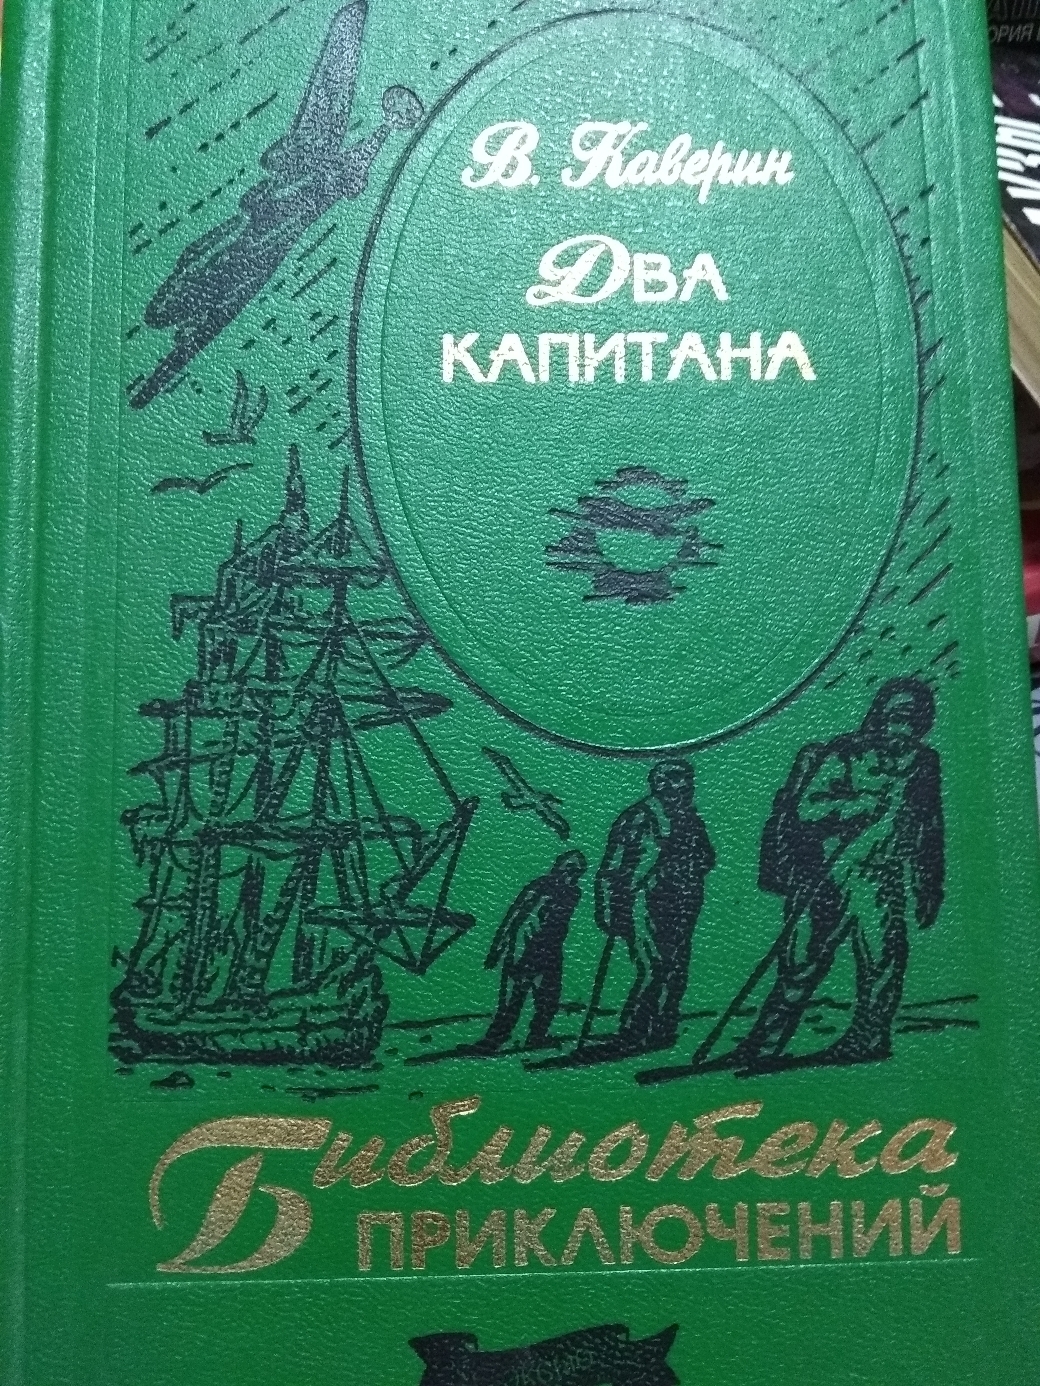 В. Каверин
ДВА
КАПИТАНА
Библиотека
ПРИКЛЮЧЕНИЙ